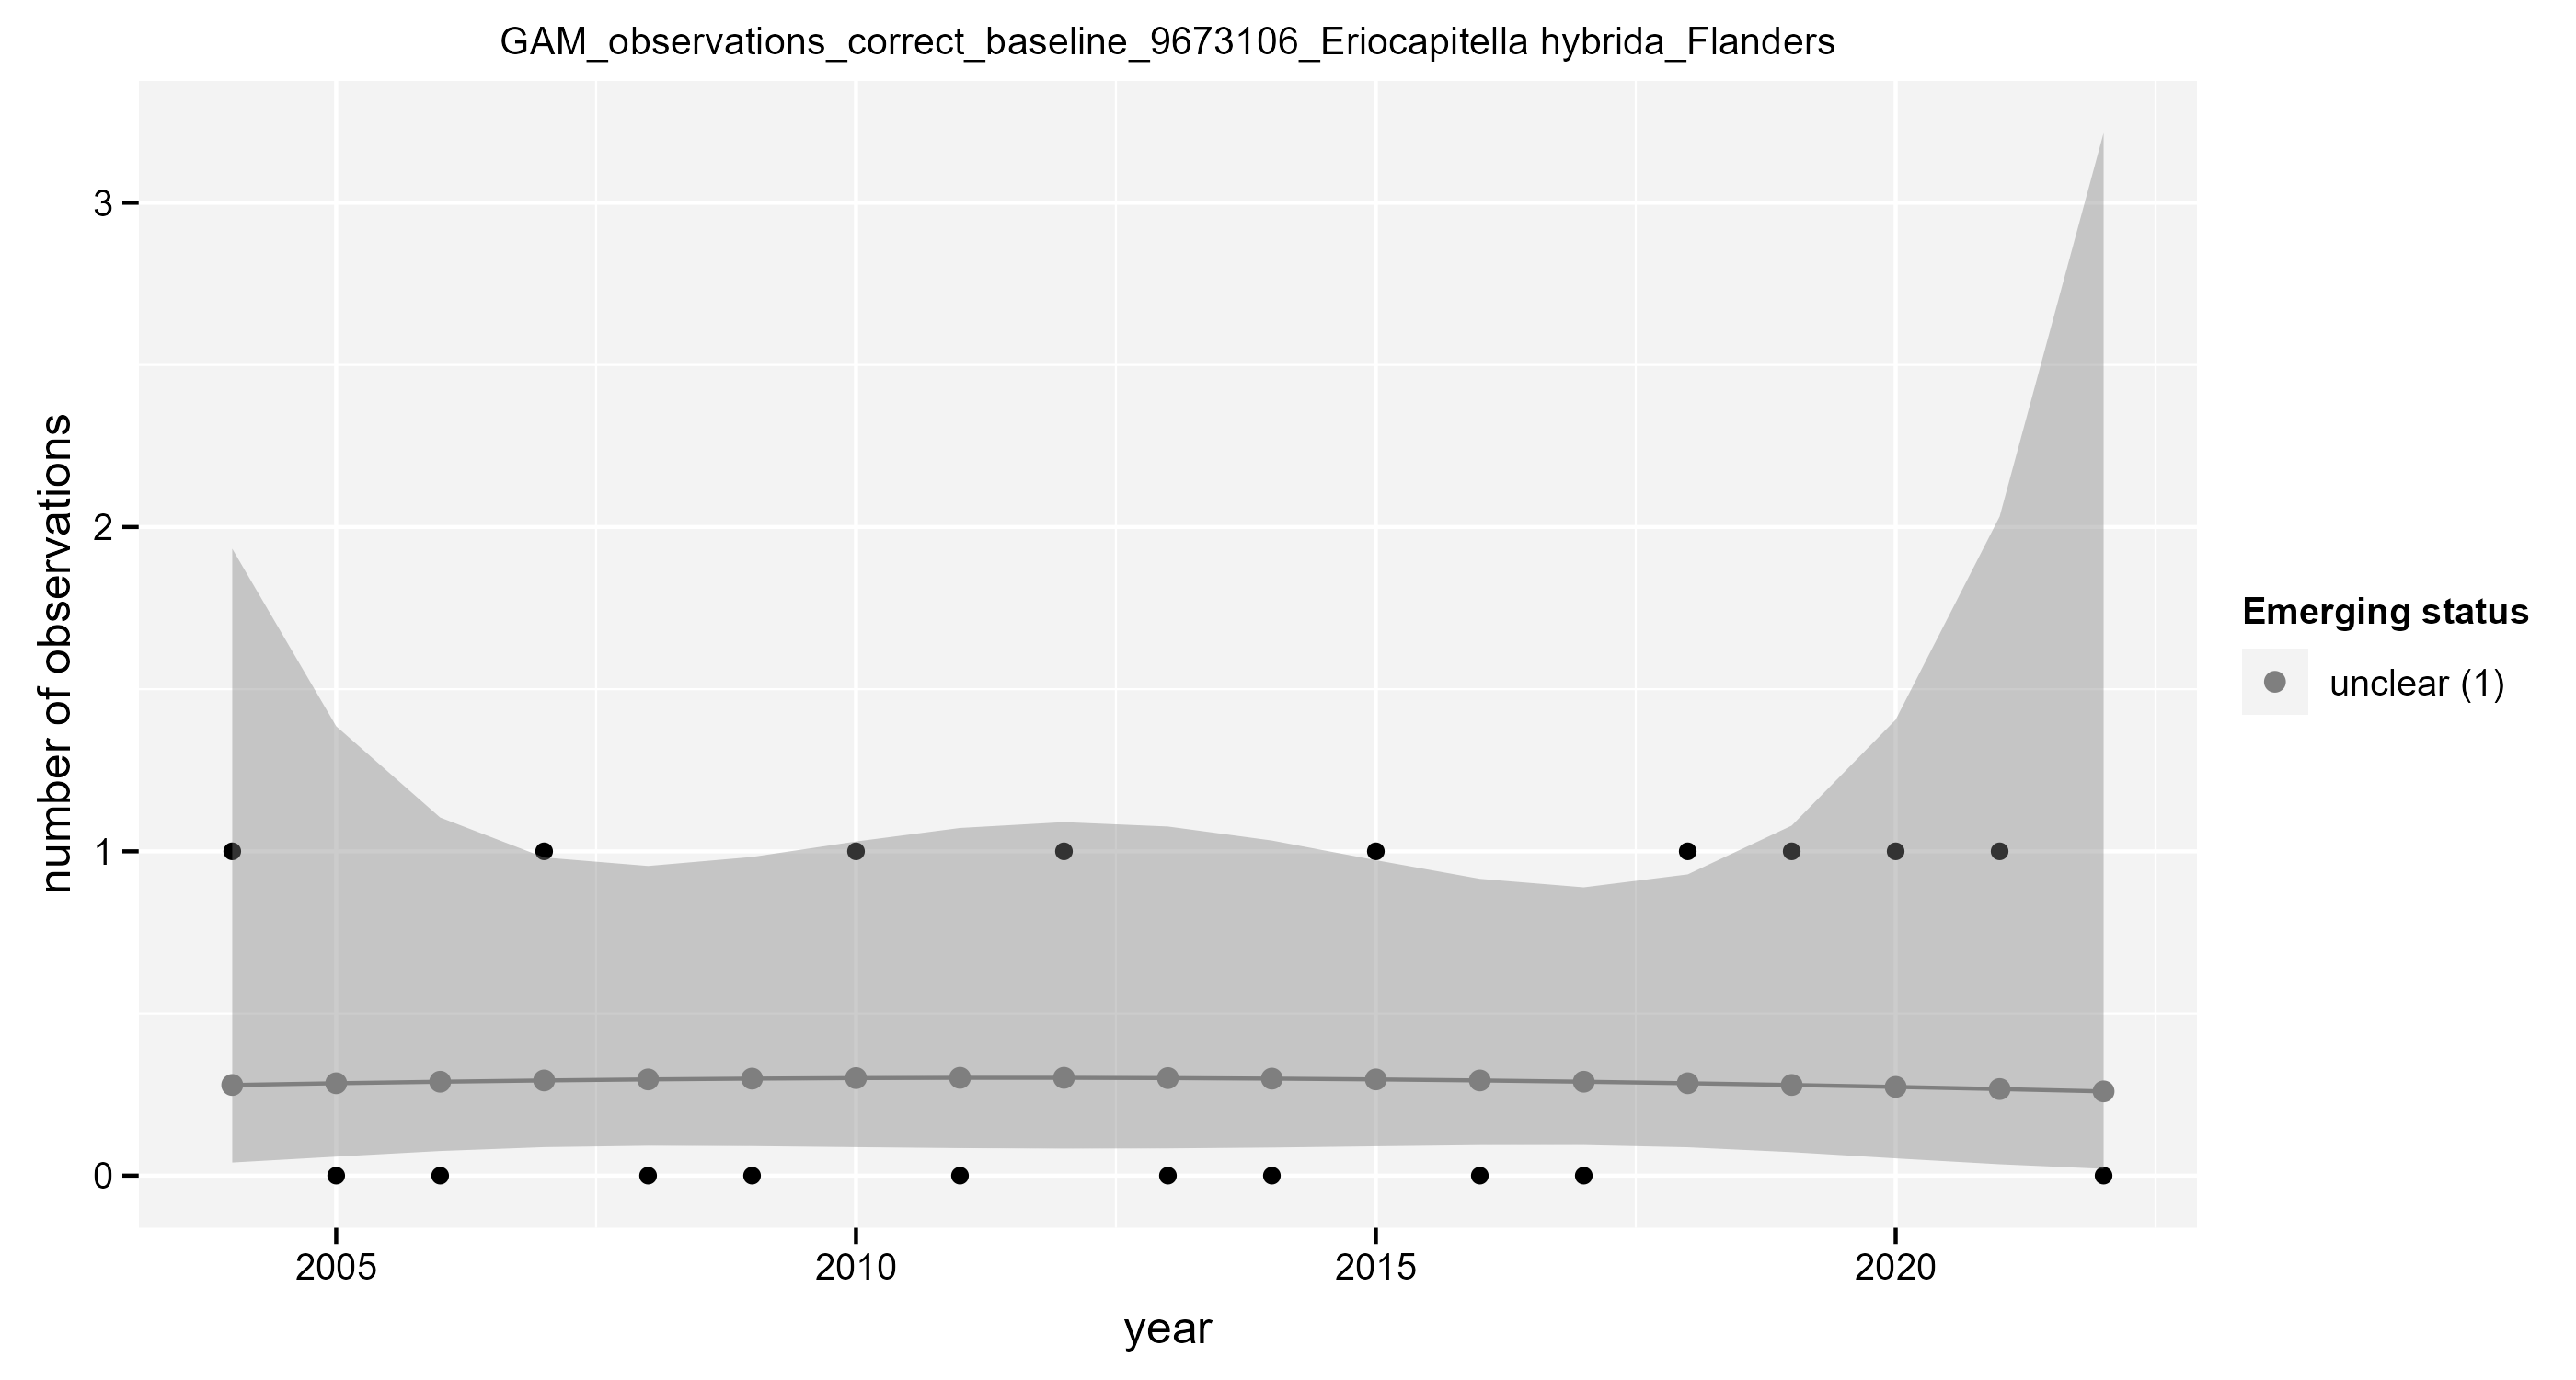 GAM_observations_correct_baseline_9673106_Eriocapitella hybrida_Flanders
number of observations
3
2
1
0
2005
2010
2015
2020
year
Emerging status
unclear (1)